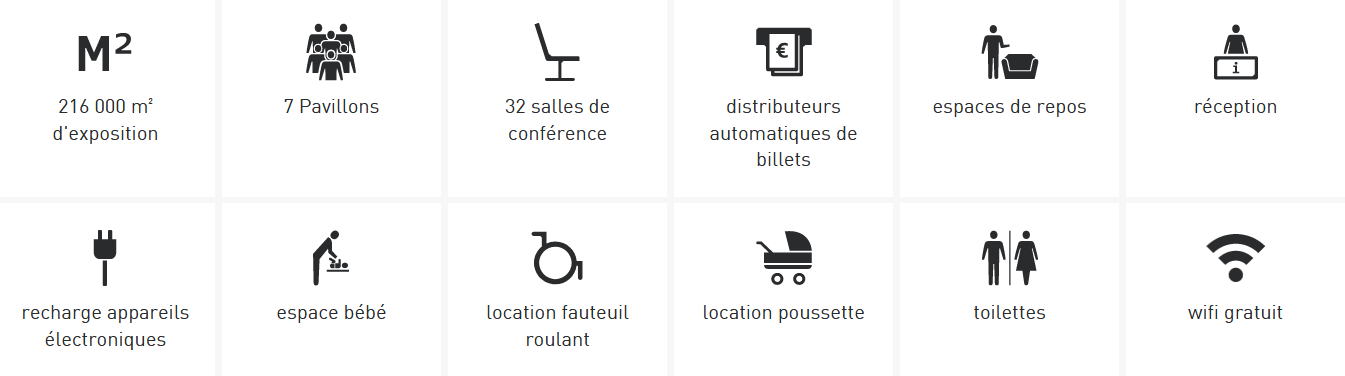 M²
216 000 m²
d'exposition
7 Pavillons
32 salles de
conférence
€
distributeurs
automatiques de
billets
espaces de repos
i
réception
recharge appareils
électroniques
espace bébé
location fauteuil
roulant
location poussette
toilettes
wifi gratuit